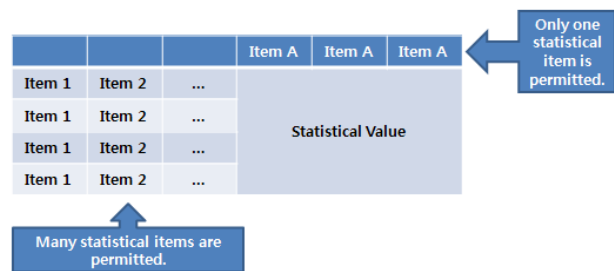 Only one
statistical
item is
permitted.
Item A Item A Item A
Item 1 Item 2 ...
Item 1 Item 2 ...
Item 1 Item 2 ...
Item 1 Item 2 ...
Statistical Value
Many statistical items are
permitted.